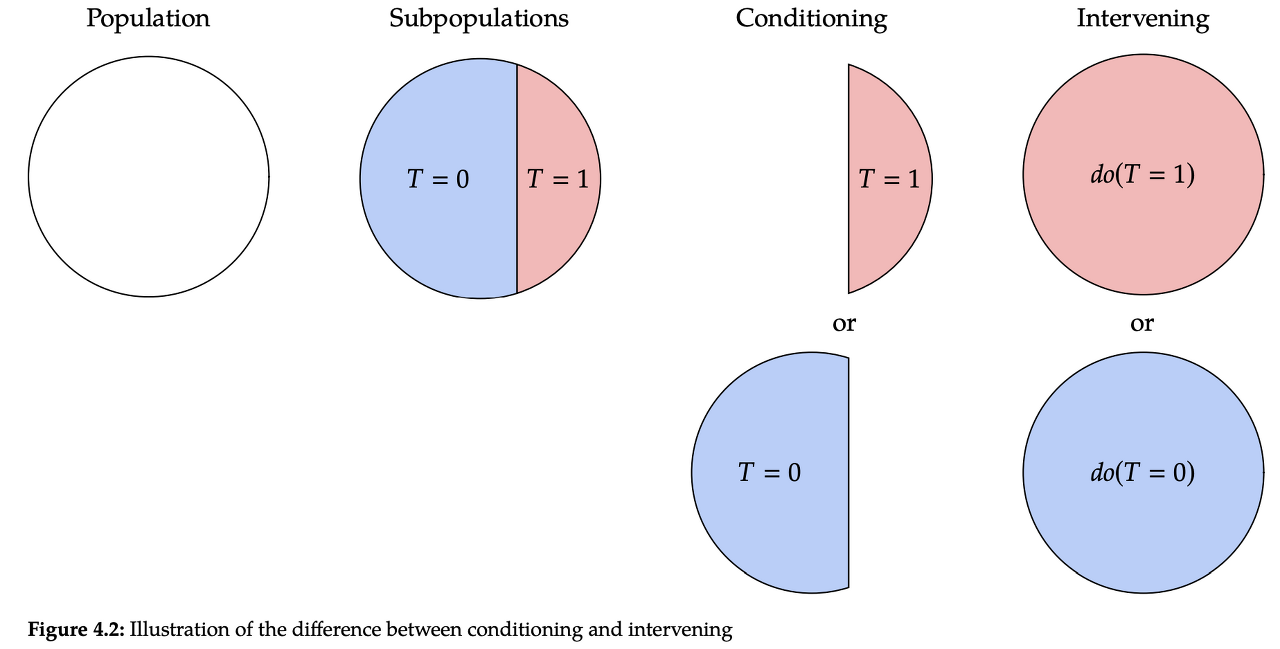 Population
Subpopulations
Conditioning
Intervening
T = 0
T = 1
T = 1
do(T = 1)
or
or
T = 0
do(T = 0)
Figure 4.2: Illustration of the difference between conditioning and intervening